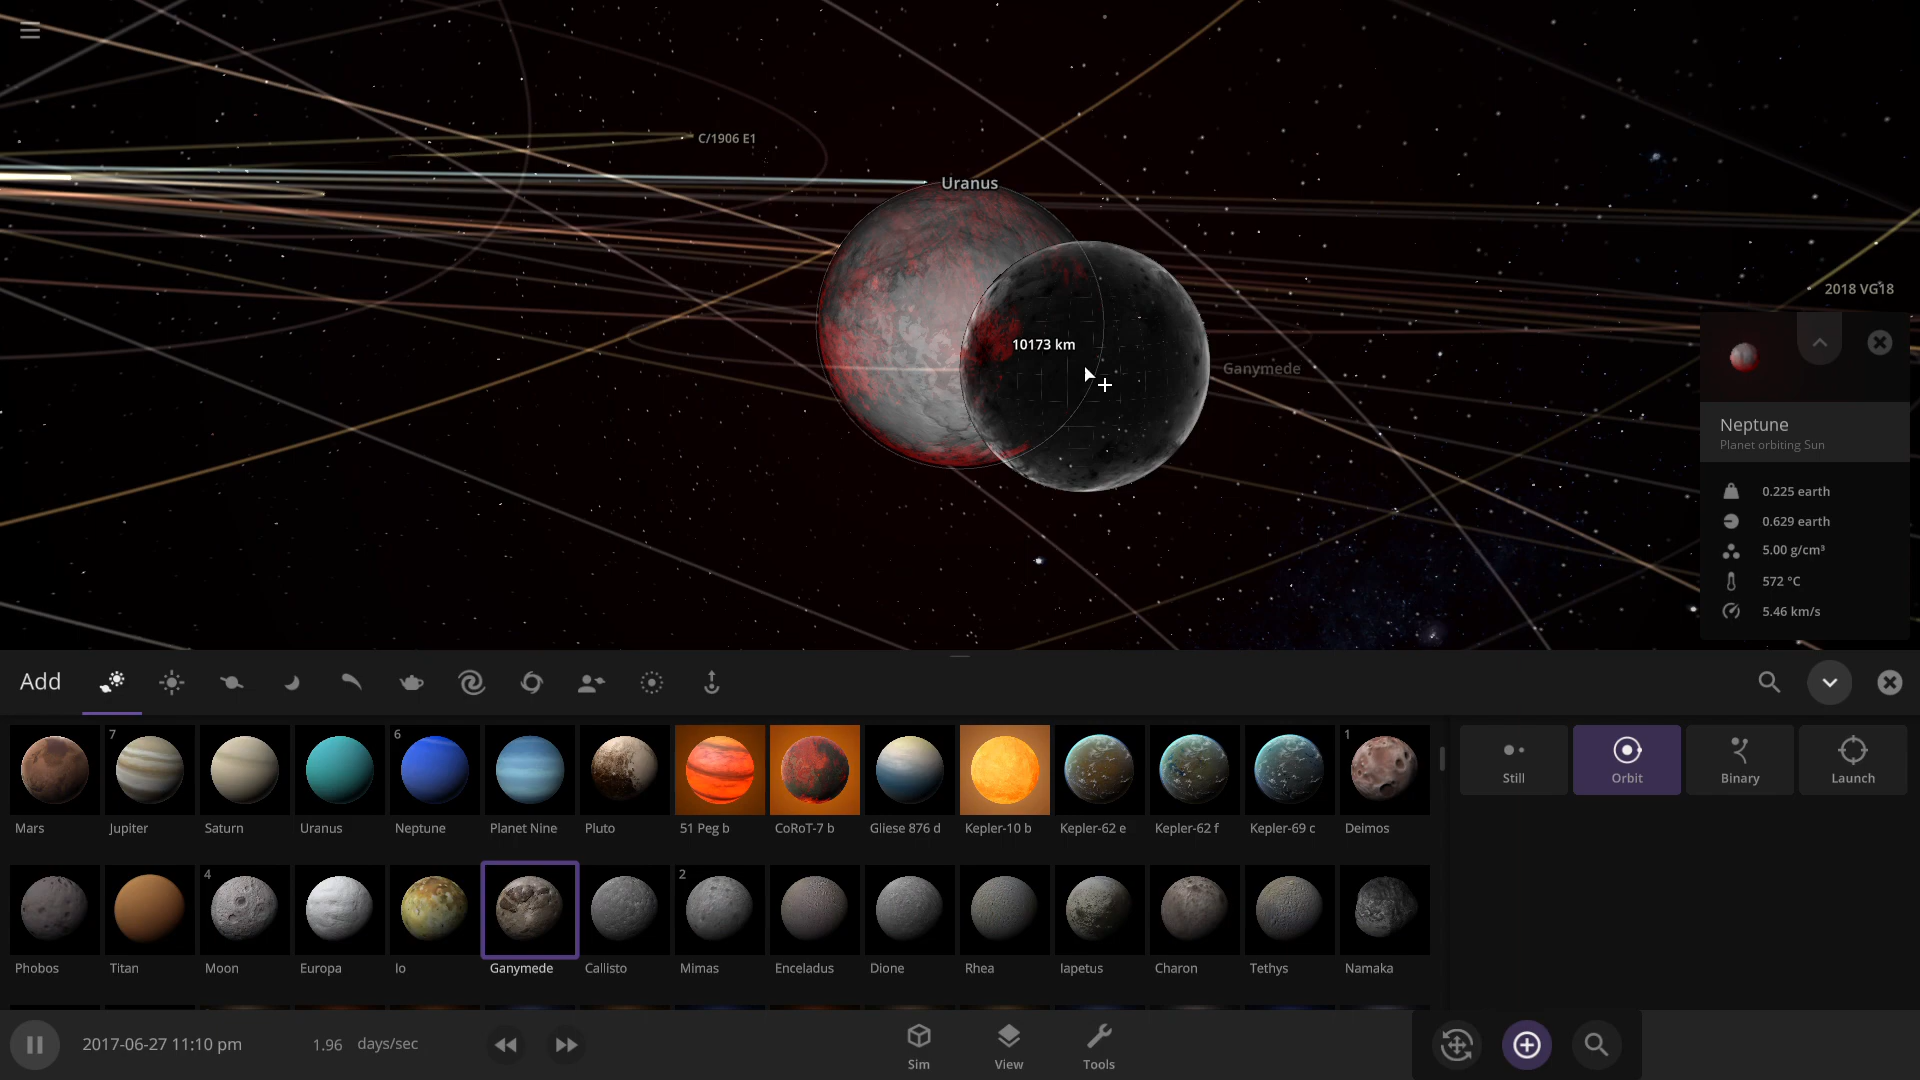 C/1906 E1
Uranus
10173 km
Ganymede
2018 VG18
Neptune
Planet orbiting Sun
0.225 earth
0.629 earth
5.00 g/cm³
572 °C
5.46 km/s
Add
7
6
1
Mars
Jupiter
Saturn
Uranus
Neptune
Planet Nine
Pluto
51 Peg b
CoRoT-7 b
Gliese 876 d
Kepler-10 b
Kepler-62 e
Kepler-62 f
Kepler-69 c
Deimos
4
2
Phobos
Titan
Moon
Europa
Io
Ganymede
Callisto
Mimas
Enceladus
Dione
Rhea
Iapetus
Charon
Tethys
Namaka
Still
Orbit
Binary
Launch
2017-06-27 11:10 pm
1.96 days/sec
Sim
View
Tools